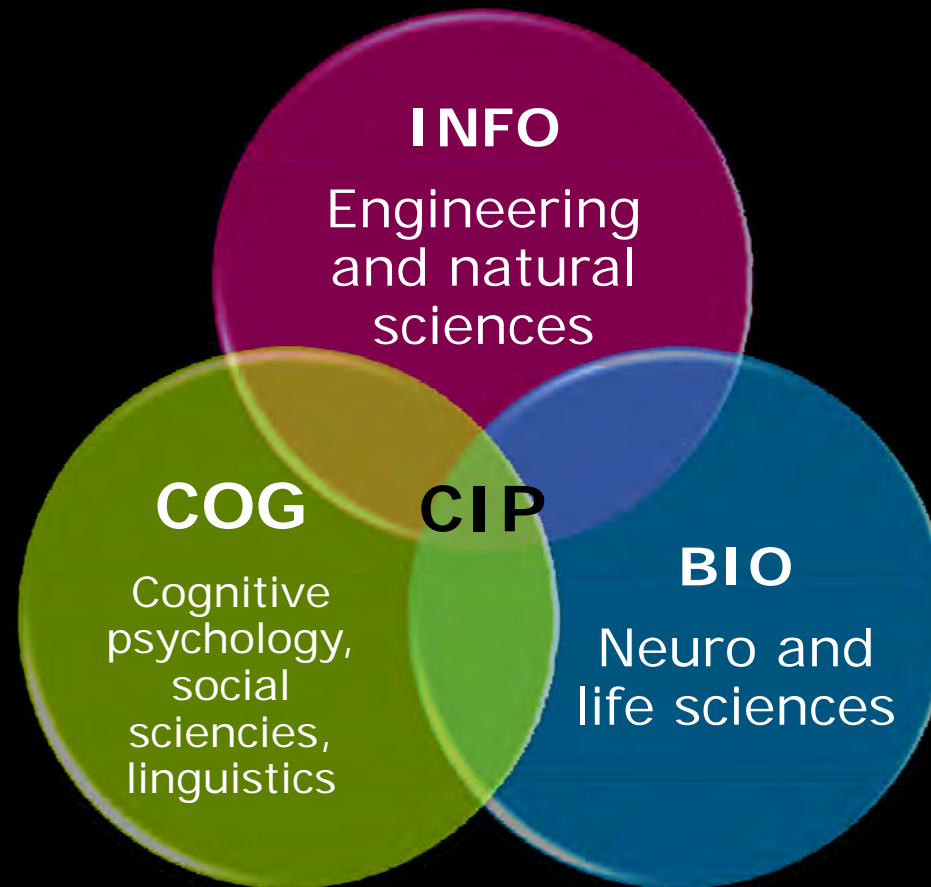 INFO
Engineering
and natural
sciences
COG
Cognitive
psychology,
social
sciencies,
linguistics
CIP
BIO
Neuro and
life sciences